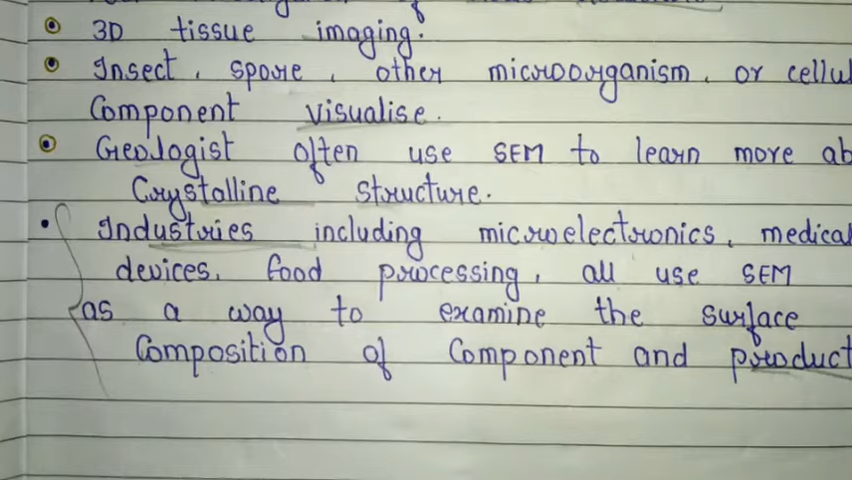 3D tissue imaging.
Insect, spore, other microorganism, or cellul
Component visualise.
Geologist often use SEM to learn more ab
Crystalline structure.
Industries including microelectronics, medical
devices, food processing, all use SEM
as a way to examine the surface
Composition of Component and product